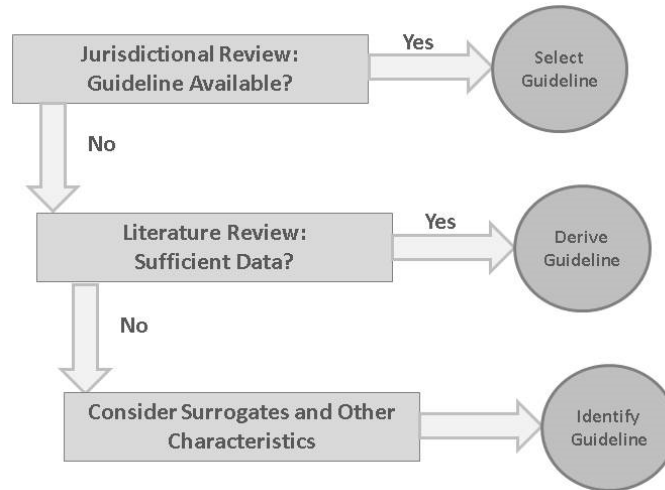 Jurisdictional Review:
Guideline Available?
Yes
Select
Guideline
No
Literature Review:
Sufficient Data?
Yes
Derive
Guideline
No
Consider Surrogates and Other
Characteristics
Identify
Guideline